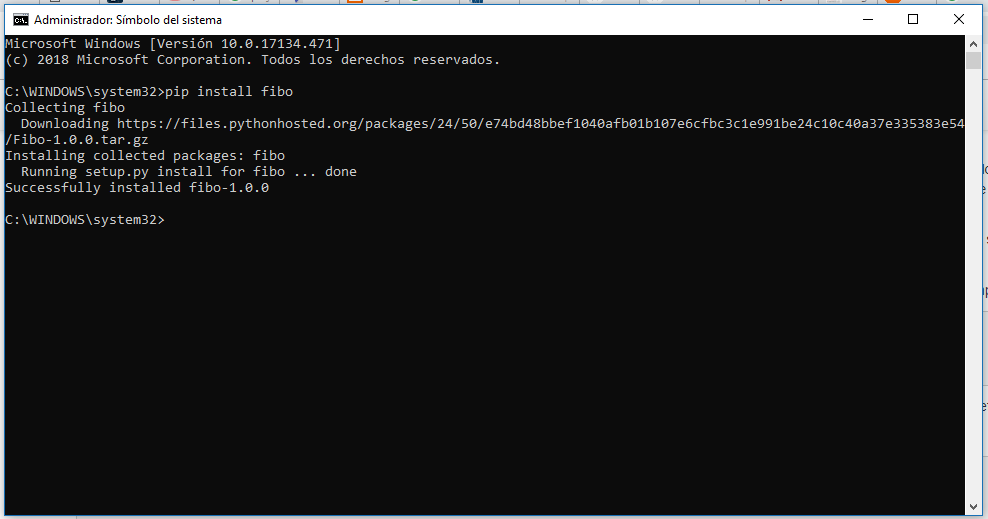 Administrador: Símbolo del sistema
Microsoft Windows [Versión 10.0.17134.471]
(c) 2018 Microsoft Corporation. Todos los derechos reservados.
C:\WINDOWS\system32>pip install fibo
Collecting fibo
  Downloading https://files.pythonhosted.org/packages/24/50/e74bd48bbef1040afb01b107e6cfbc3c1e991be24c10c40a37e335383e54
/Fibo-1.0.0.tar.gz
Installing collected packages: fibo
  Running setup.py install for fibo ... done
Successfully installed fibo-1.0.0
C:\WINDOWS\system32>